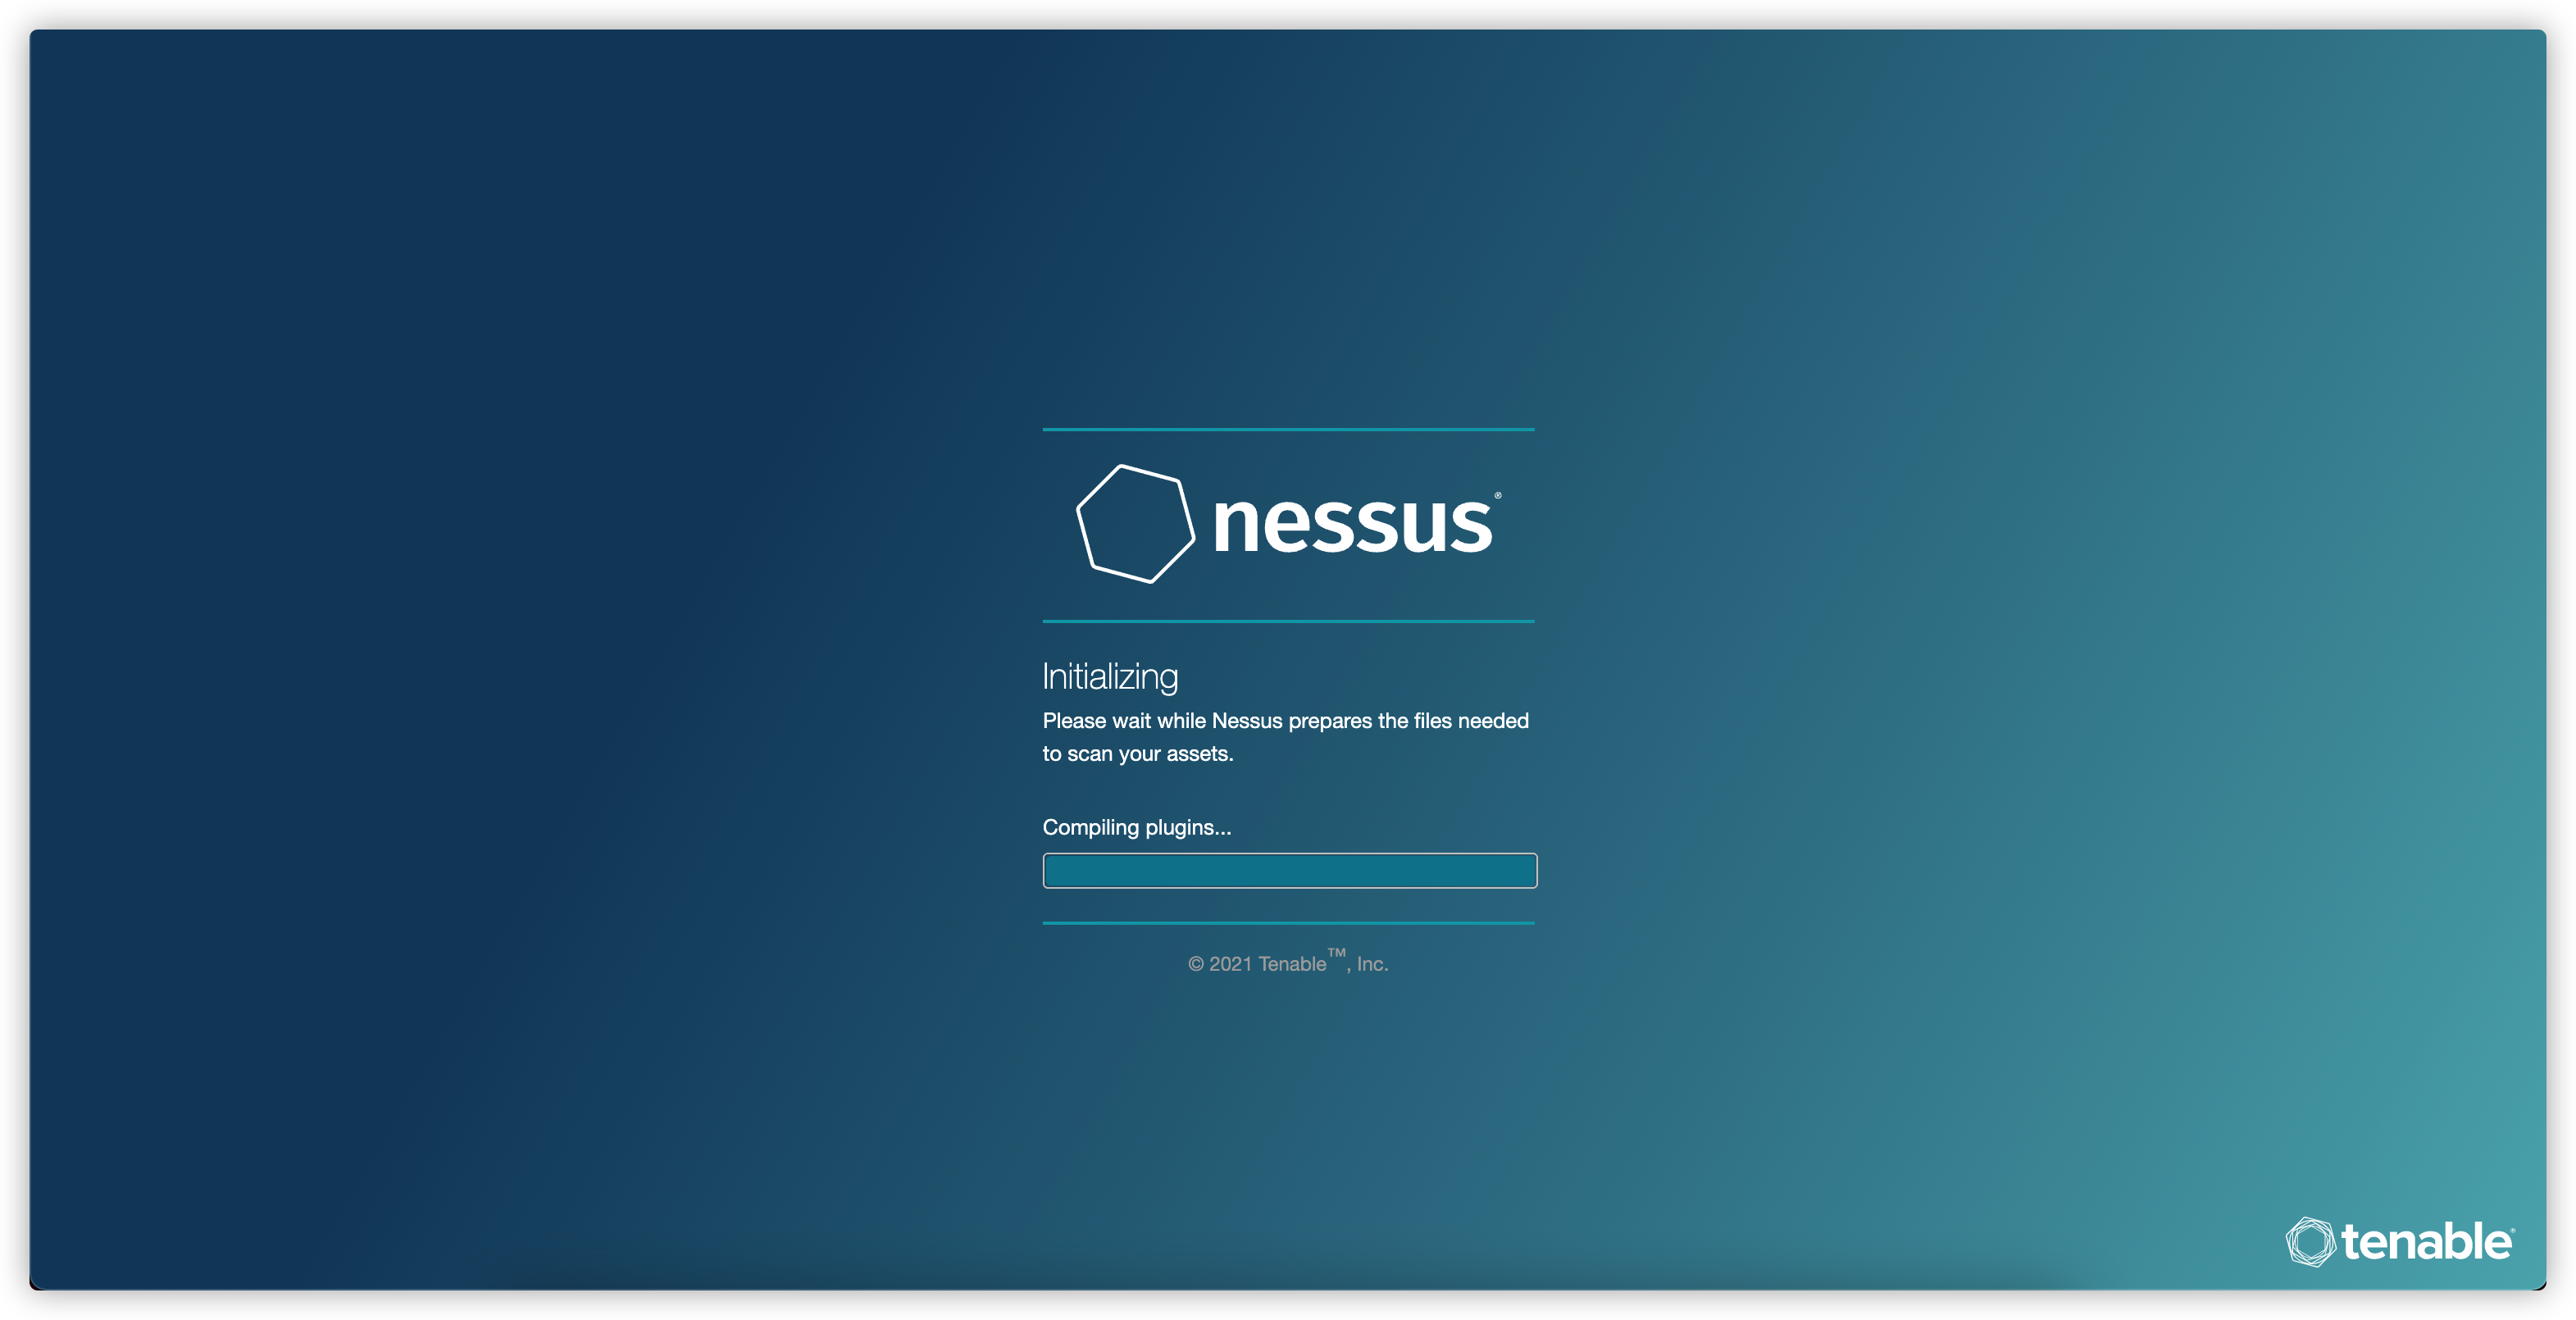 nessus®
Initializing
Please wait while Nessus prepares the files needed
to scan your assets.
Compiling plugins...
© 2021 Tenable™, Inc.
tenable®